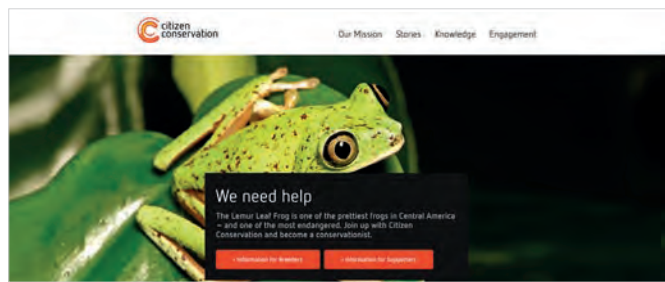 citizen
conservation
Our Mission Stories Knowledge Engagement
We need help
The Lemur Leaf Frog is one of the prettiest frogs in Central America
– and one of the most endangered. Join up with Citizen
Conservation and become a conservationist.
› Information for Breeders › Information for Supporters